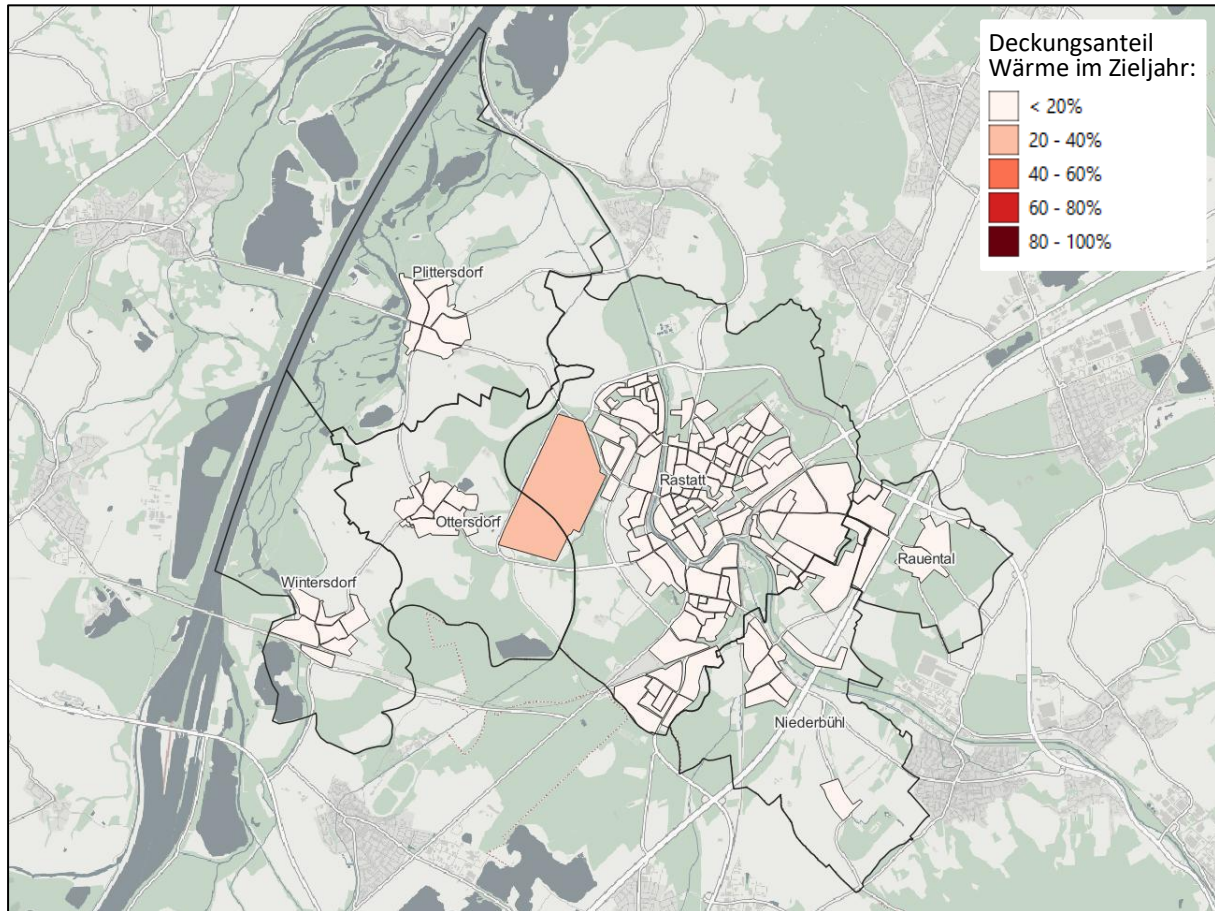 Deckungsanteil
Wärme im Zieljahr:
< 20%
20 - 40%
40 - 60%
60 - 80%
80 - 100%
Plittersdorf
Rastatt
Ottersdorf
Rauental
Wintersdorf
Niederbühl